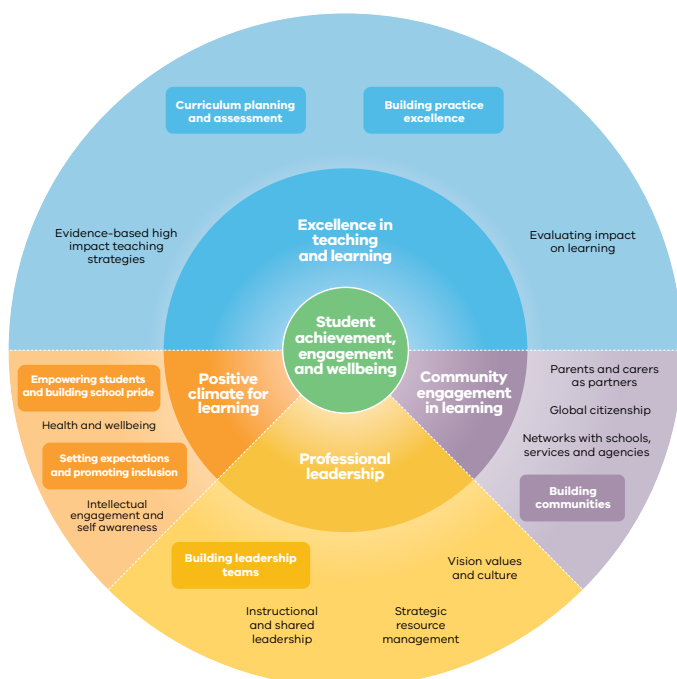 Curriculum planning
and assessment
Building practice
excellence
Evidence-based high
impact teaching
strategies
Excellence in
teaching
and learning
Evaluating impact
on learning
Student
achievement,
engagement
and wellbeing
Empowering students
and building school pride
Health and wellbeing
Setting expectations
and promoting inclusion
Intellectual
engagement and
self awareness
Positive
climate for
learning
Community
engagement
in learning
Parents and carers
as partners
Global citizenship
Networks with schools,
services and agencies
Building
communities
Professional
leadership
Building leadership
teams
Instructional
and shared
leadership
Strategic
resource
management
Vision values
and culture